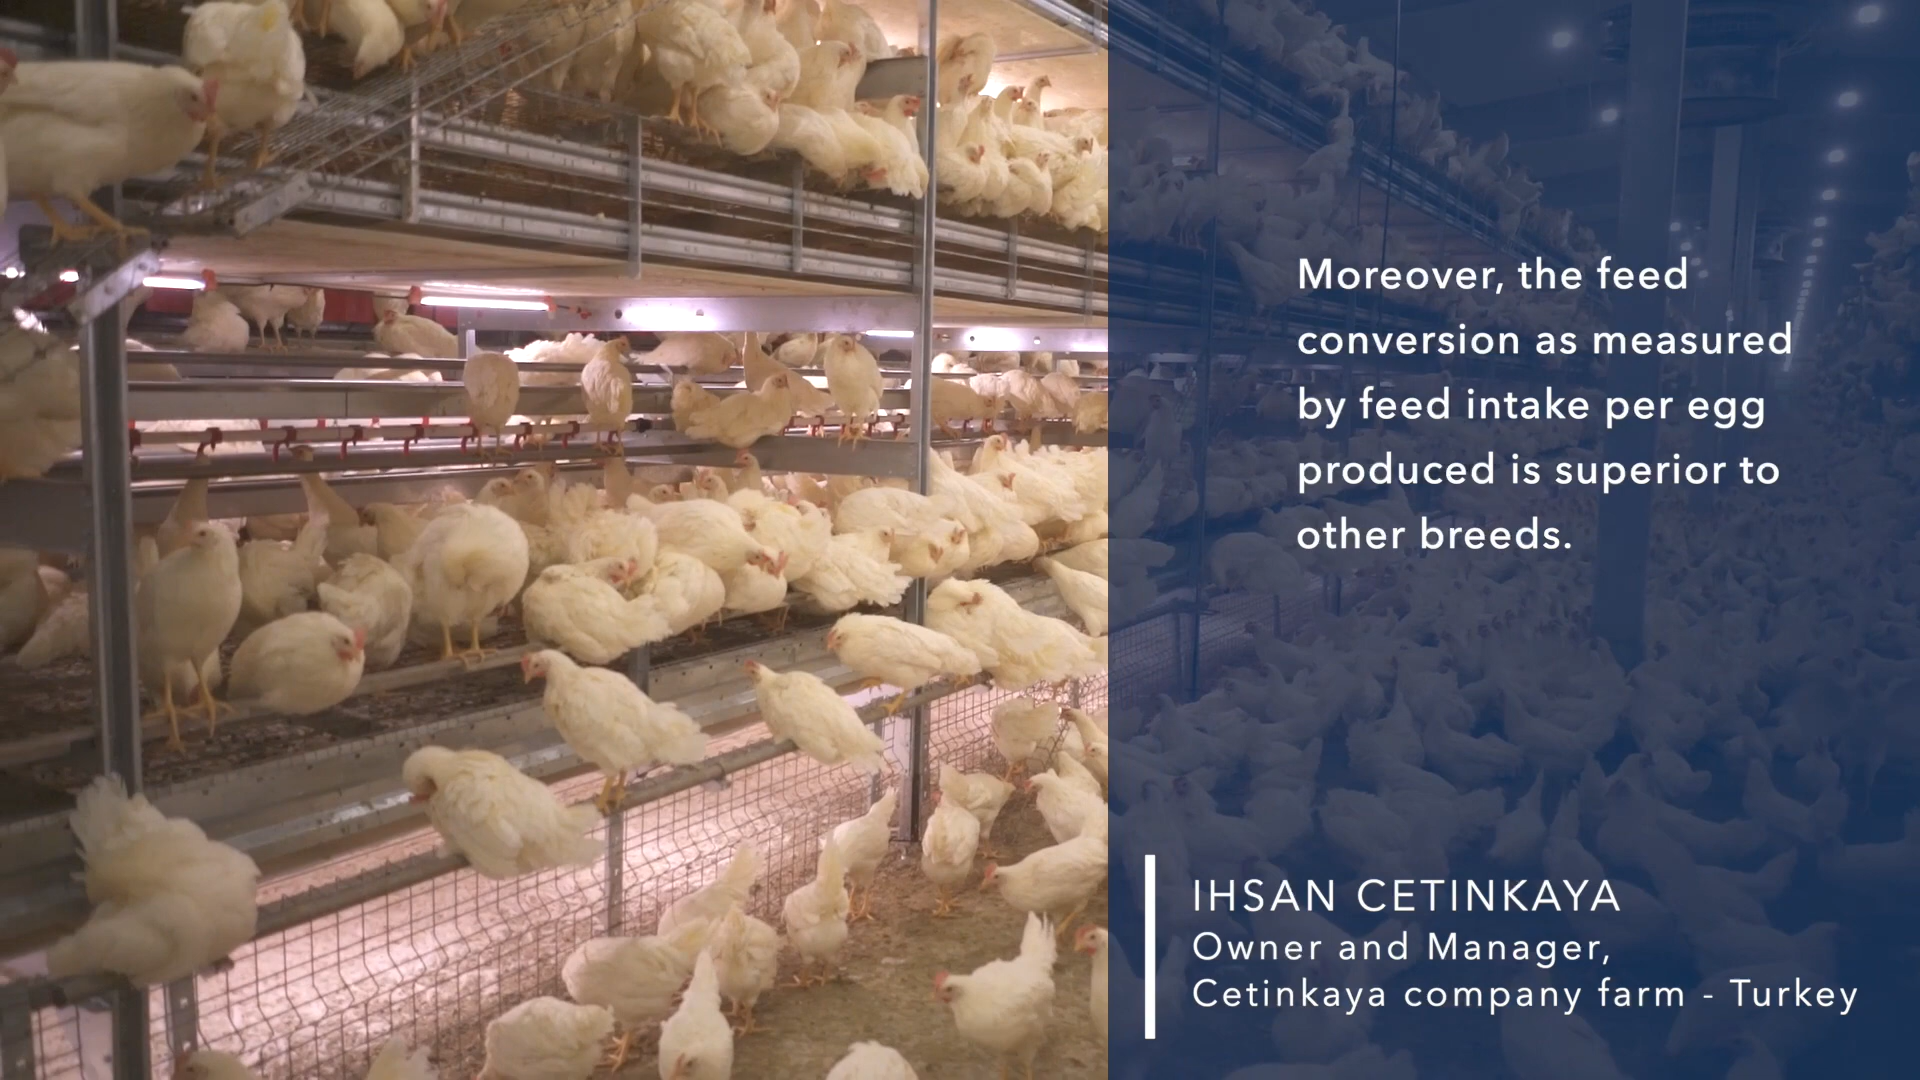 Moreover, the feed
conversion as measured
by feed intake per egg
produced is superior to
other breeds.
IHSAN CETINKAYA
Owner and Manager,
Cetinkaya company farm - Turkey